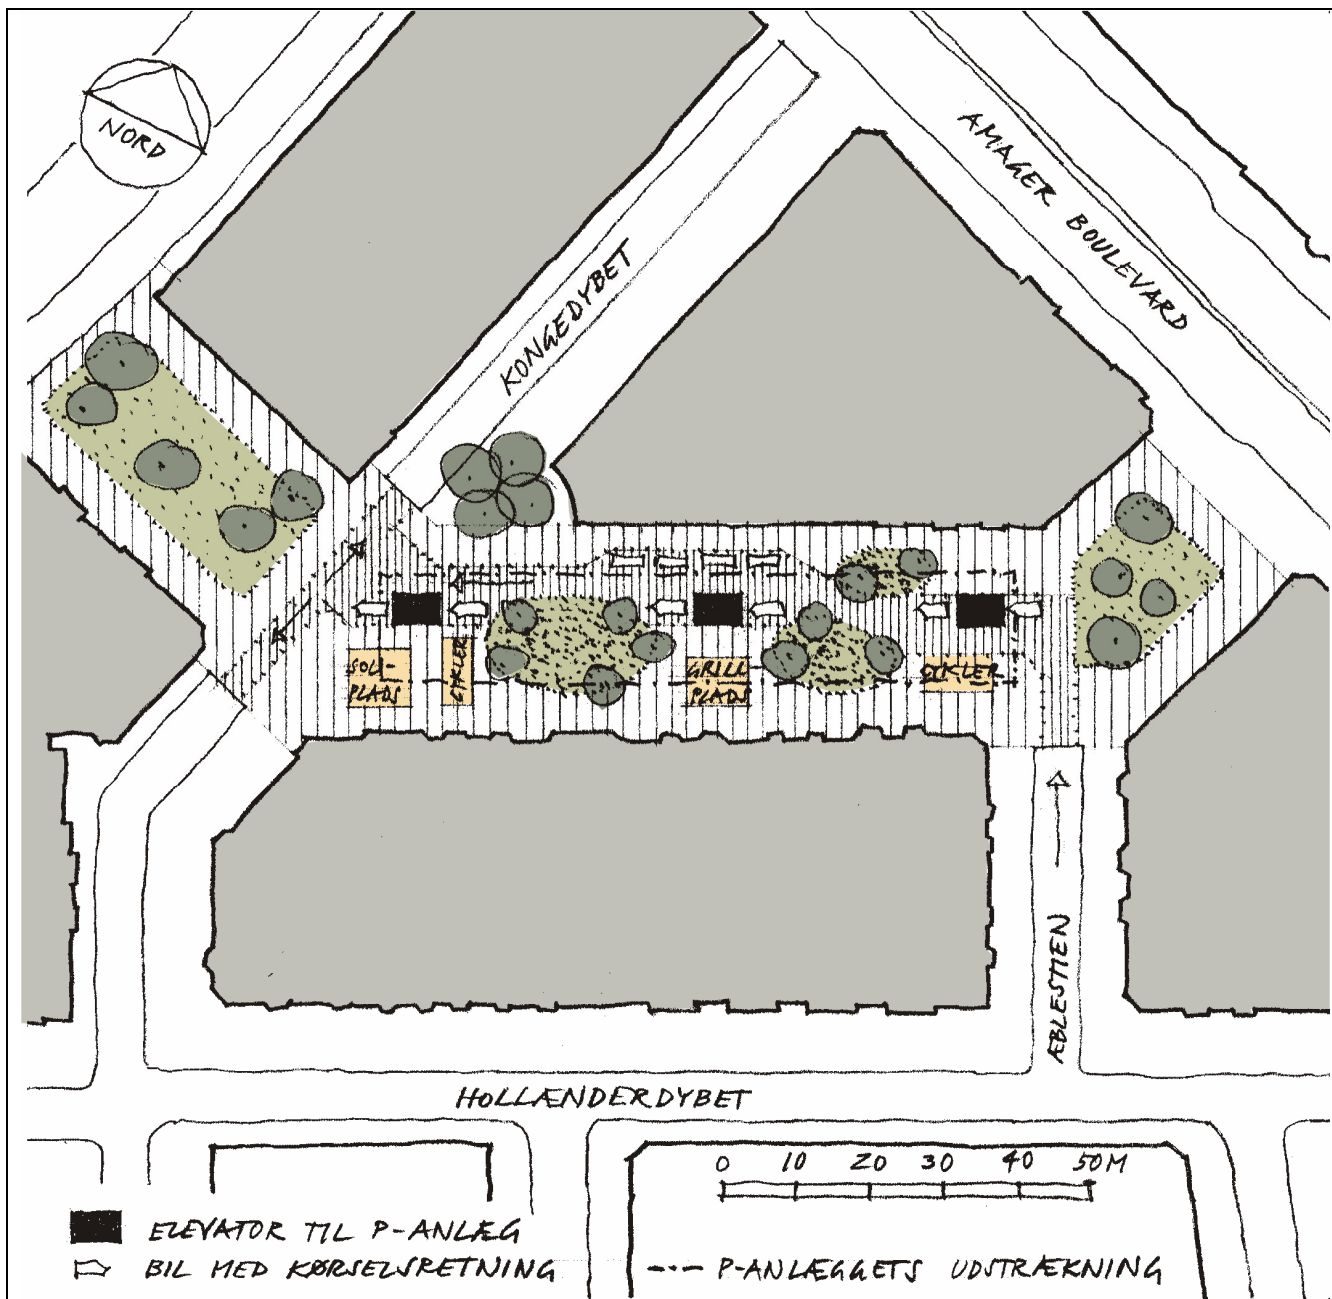 NORD
AMAGER BOULEVARD
KONGEDYBET
SOL-
PLADS
CYKLER
GRILL
PLADS
CYKLER
ÆBLESTIEN
HOLLÆNDERDYBET
0 10 20 30 40 50M
ELEVATOR TIL P-ANLÆG
BIL MED KØRSELSRETNING
P-ANLÆGGETS UDSTRÆKNING